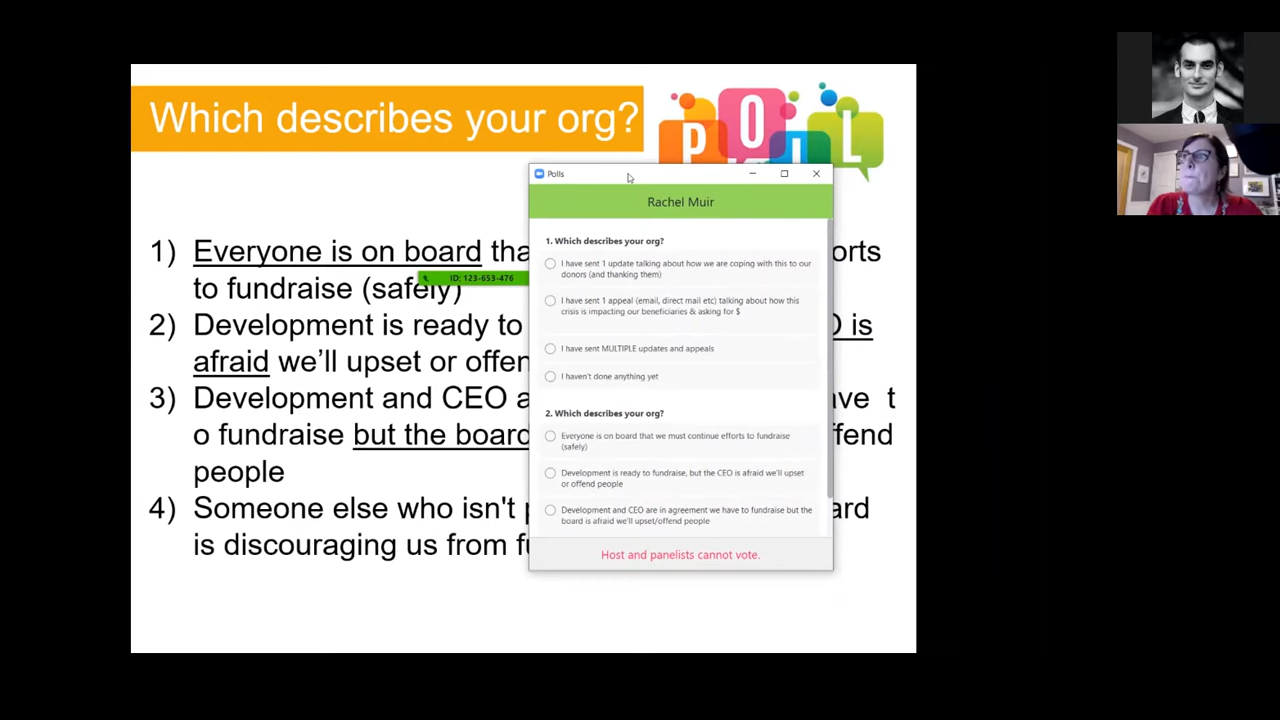 Which describes your org?
POLL
Polls
Rachel Muir
1. Which describes your org?
I have sent 1 update talking about how we are coping with this to our
donors (and thanking them)
I have sent 1 appeal (email, direct mail etc) talking about how this
crisis is impacting our beneficiaries & asking for $
I have sent MULTIPLE updates and appeals
I haven't done anything yet
2. Which describes your org?
Everyone is on board that we must continue efforts to fundraise
(safely)
Development is ready to fundraise, but the CEO is afraid we'll upset
or offend people
Development and CEO are in agreement we have to fundraise but the
board is afraid we'll upset/offend people
Host and panelists cannot vote.
ID: 123-653-476
1) Everyone is on board
to fundraise (safely)
2) Development is ready to is
afraid we'll upset or offen
3) Development and CEO
o fundraise but the board
people
4) Someone else who isn't
is discouraging us from